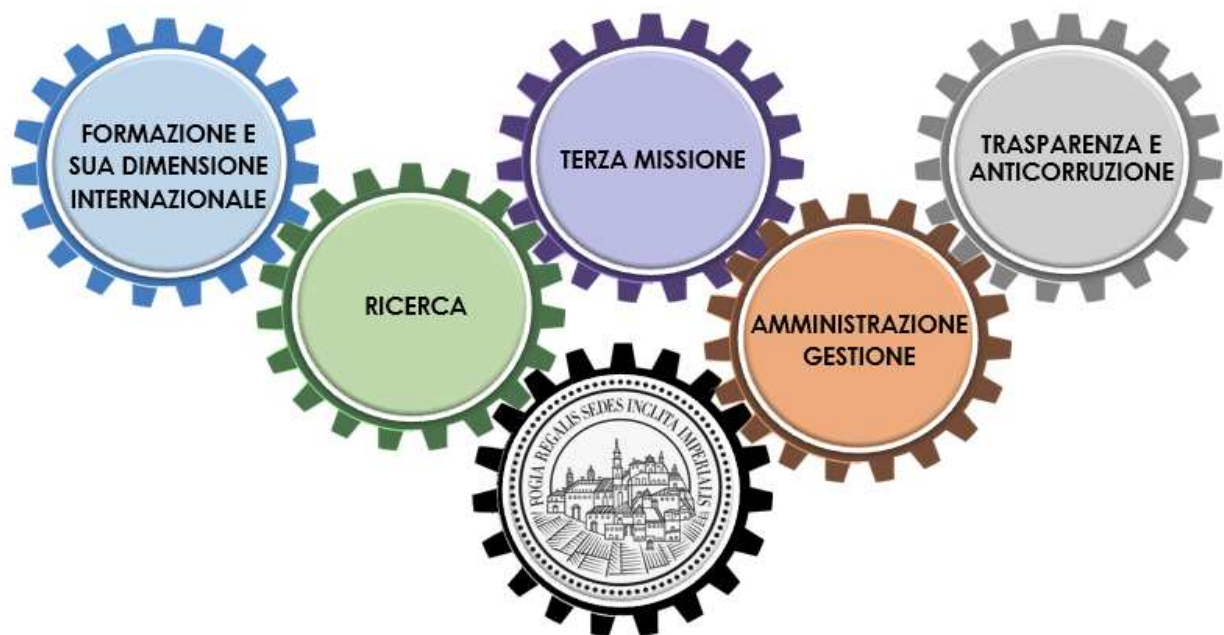 FORMAZIONE E
SUA DIMENSIONE
INTERNAZIONALE
TERZA MISSIONE
TRASPARENZA E
ANTICORRUZIONE
RICERCA
AMMINISTRAZIONE
GESTIONE
FOGIA REGALIS SEDES INCLITA IMPERIALIS